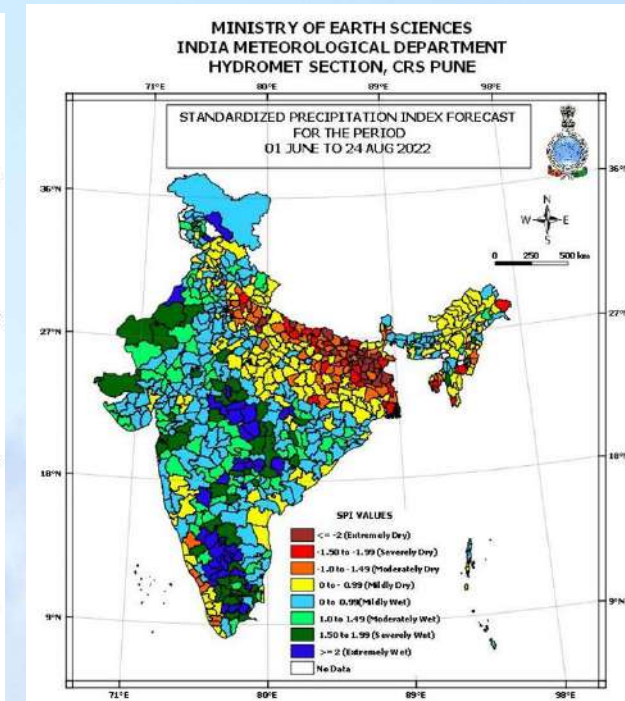 MINISTRY OF EARTH SCIENCES
INDIA METEOROLOGICAL DEPARTMENT
HYDROMET SECTION, CRS PUNE
71°E 80°E 89°E 98°E
STANDARDIZED PRECIPITATION INDEX FORECAST
FOR THE PERIOD
01 JUNE TO 24 AUG 2022
36°N 36°N
N
W E
S
0 250 500 km
27°N 27°N
18°N 18°N
SPI VALUES
<= -2 (Extremely Dry)
-1.50 to -1.99 (Severely Dry)
-1.0 to -1.49 (Moderately Dry
0 to -0.99 (Mildly Dry)
0 to 0.99(Mildly Wet)
1.0 to 1.49 (Moderately Wet)
1.50 to 1.99 (Severely Wet)
>= 2 (Extremely Wet)
No Data
9°N 9°N
71°E 80°E 89°E 98°E